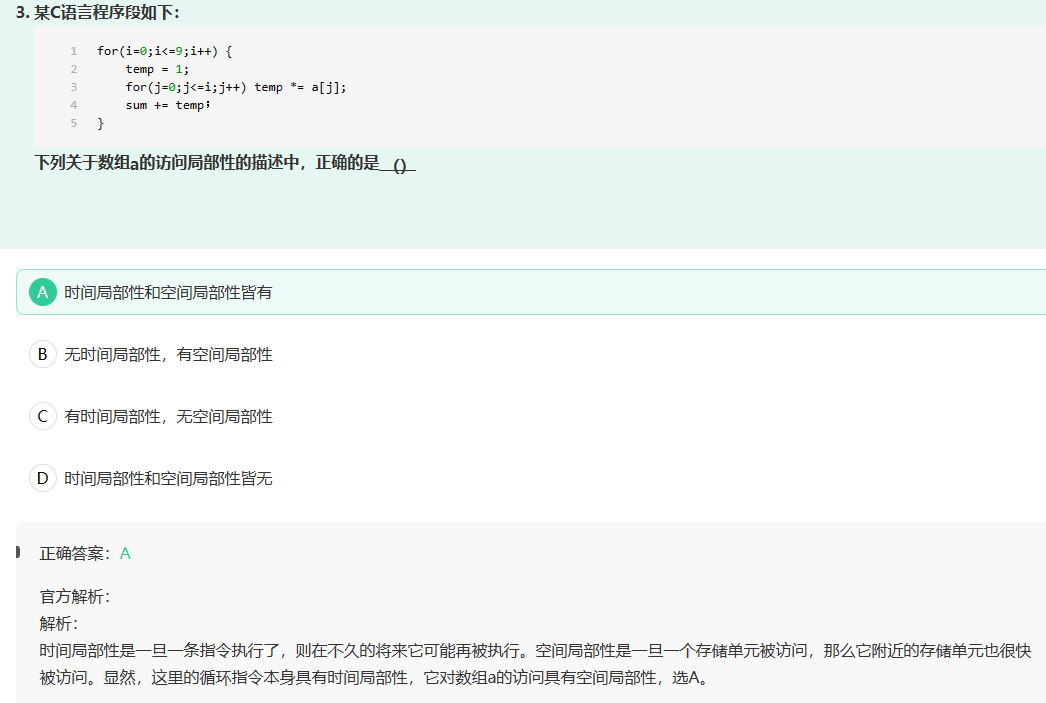 3. 某C语言程序段如下：
1 for(i=0;i<=9;i++) {
2 temp = 1;
3 for(j=0;j<=i;j++) temp *= a[j];
4 sum += temp；
5 }
下列关于数组a的访问局部性的描述中，正确的是__()_
A 时间局部性和空间局部性皆有
B 无时间局部性，有空间局部性
C 有时间局部性，无空间局部性
D 时间局部性和空间局部性皆无
正确答案：A
官方解析：
解析：
时间局部性是一旦一条指令执行了，则在不久的将来它可能再被执行。空间局部性是一旦一个存储单元被访问，那么它附近的存储单元也很快
被访问。显然，这里的循环指令本身具有时间局部性，它对数组a的访问具有空间局部性，选A。